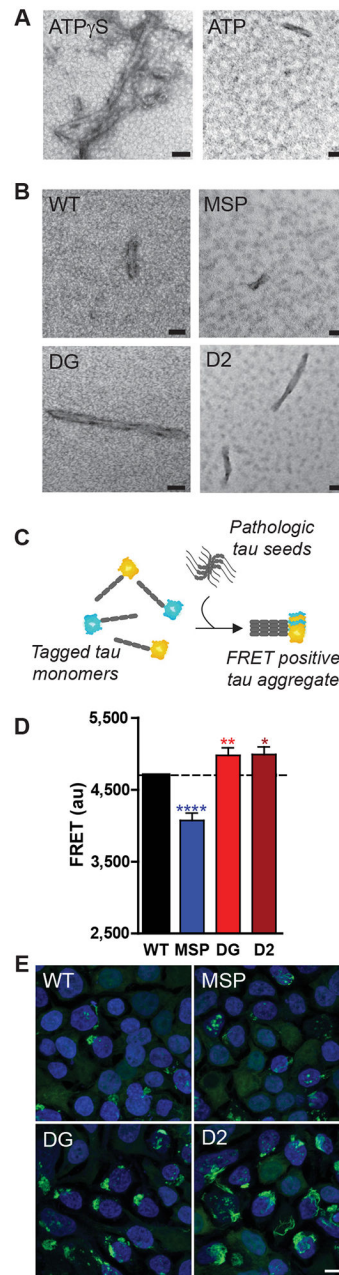 A
ATPγS
ATP
B
WT
MSP
DG
D2
C
Pathologic
tau seeds
Tagged tau
monomers
FRET positive
tau aggregate
D
5,500
4,500
3,500
2,500
FRET (au)
****
**
*
WT MSP DG D2
E
WT
MSP
DG
D2